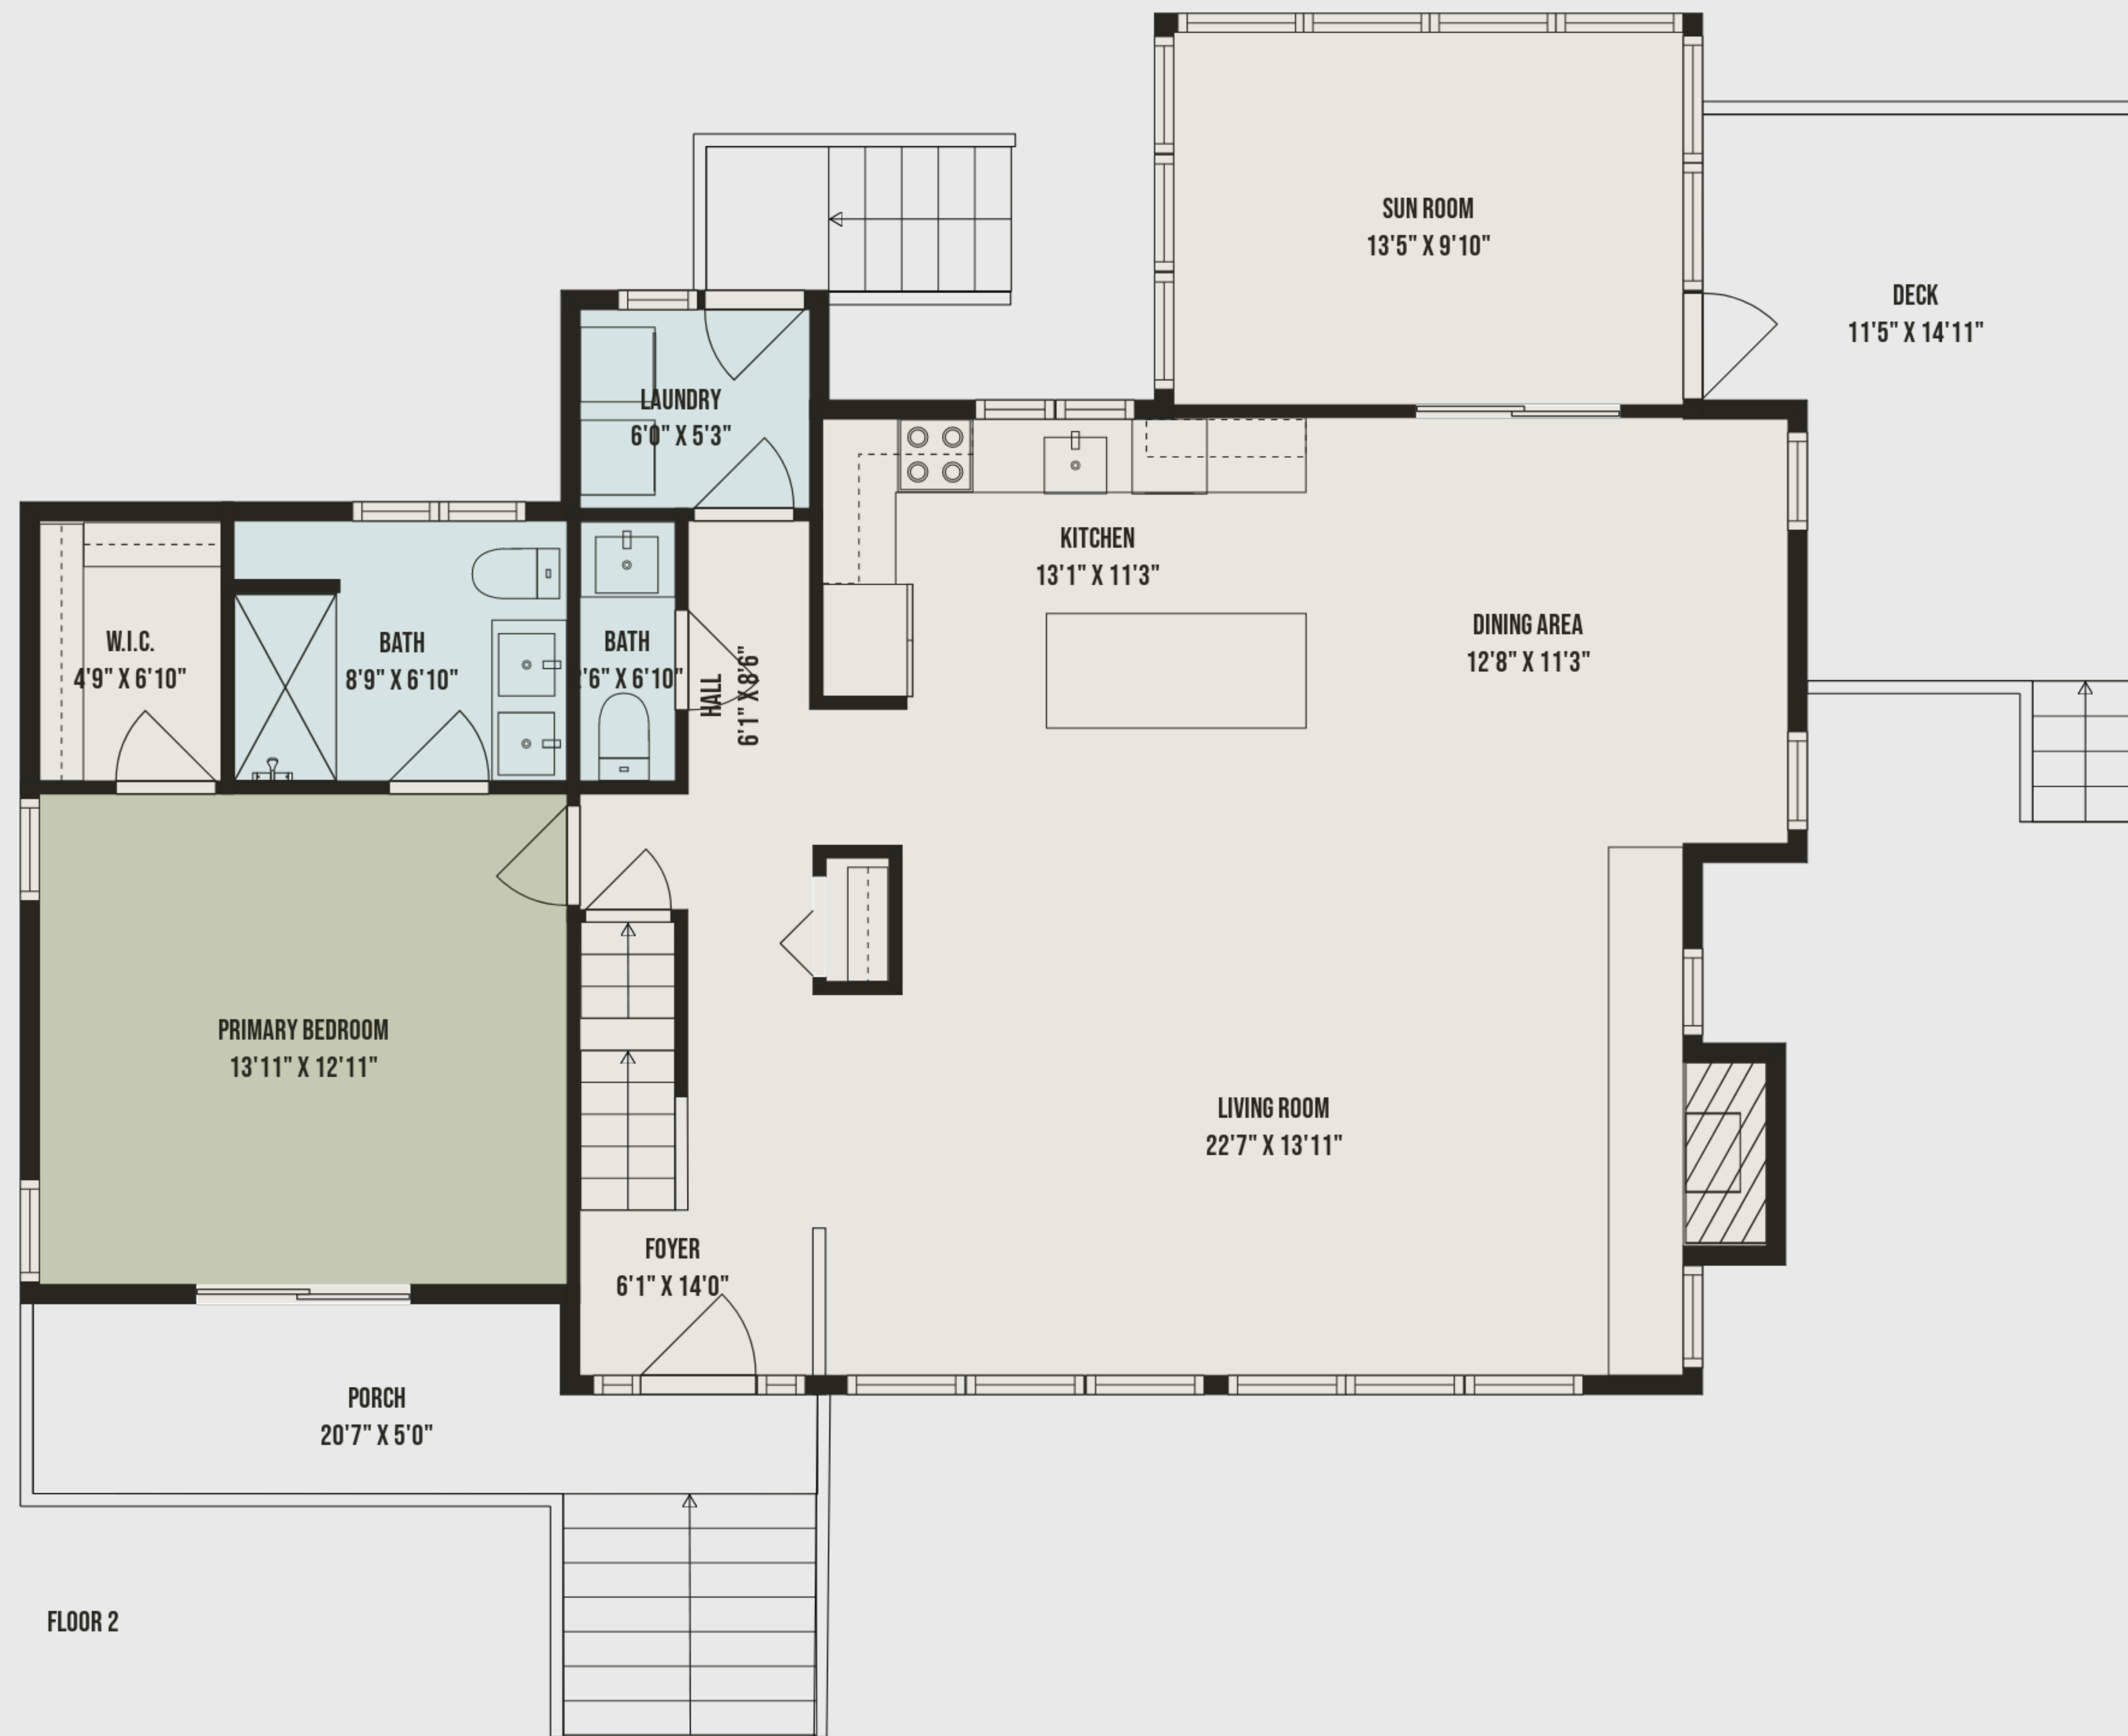 SUN ROOM
13'5" X 9'10"
DECK
11'5" X 14'11"
LAUNDRY
6'0" X 5'3"
KITCHEN
13'1" X 11'3"
DINING AREA
12'8" X 11'3"
W.I.C.
4'9" X 6'10"
BATH
8'9" X 6'10"
BATH
'6" X 6'10"
HALL
6'1" X 8'6"
PRIMARY BEDROOM
13'11" X 12'11"
LIVING ROOM
22'7" X 13'11"
FOYER
6'1" X 14'0"
PORCH
20'7" X 5'0"
FLOOR 2